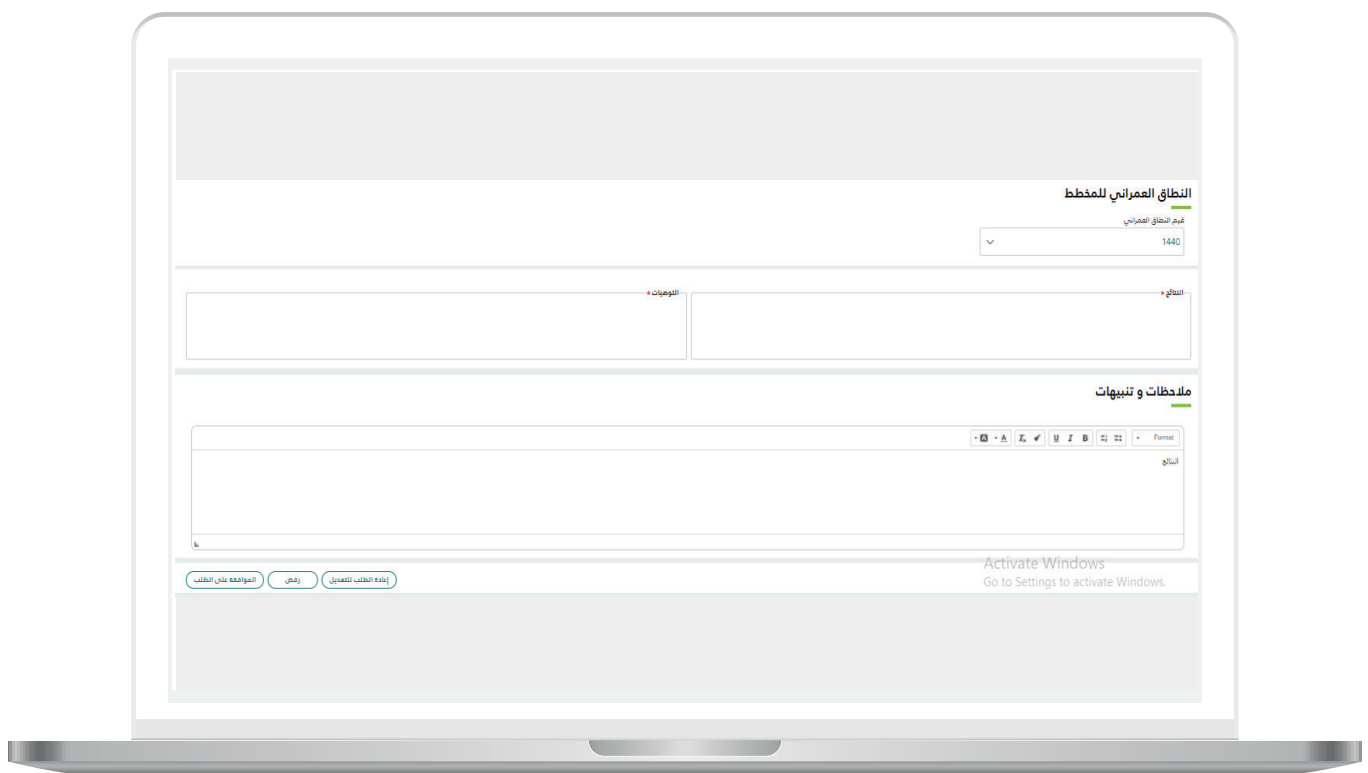 النطاق العمراني للمخطط
قيم النطاق العمراني
1440
النتائج *
التوصيات *
ملاحظات و تنبيهات
Format
B I U
A A
النتائج
إعادة الطلب للتعديل
رفض
الموافقة على الطلب
Activate Windows
Go to Settings to activate Windows.